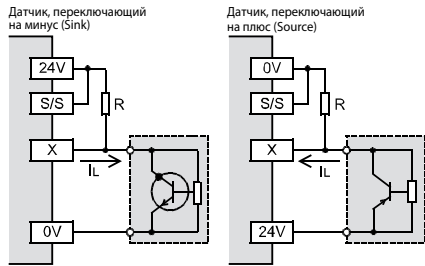 Датчик, переключающий
на минус (Sink)
24V
S/S
R
X
IL
0V
Датчик, переключающий
на плюс (Source)
0V
S/S
R
X
IL
24V